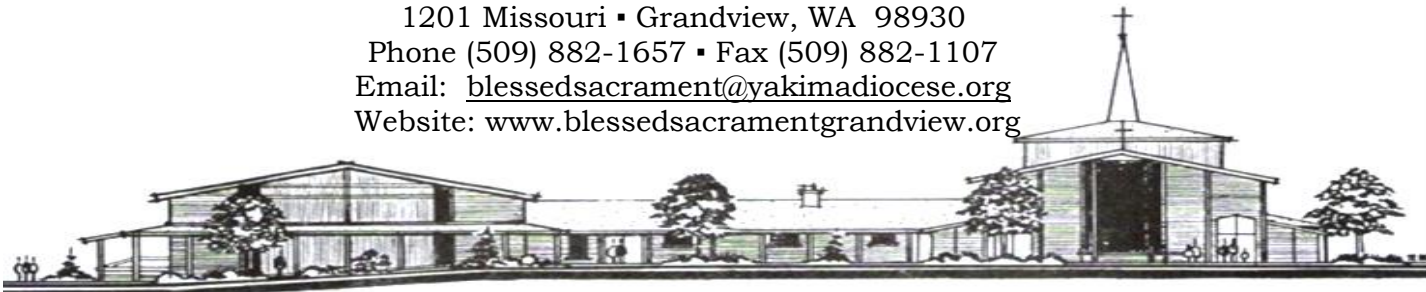 1201 Missouri ▪ Grandview, WA  98930
Phone (509) 882-1657 ▪ Fax (509) 882-1107
Email:  blessedsacrament@yakimadiocese.org
Website: www.blessedsacramentgrandview.org